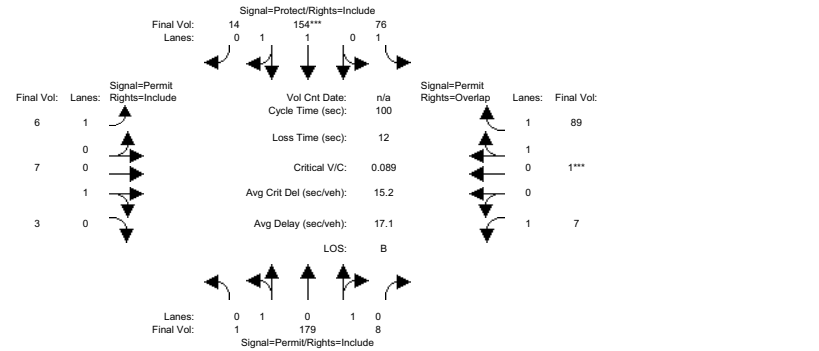 Signal=Protect/Rights=Include
Final Vol: 14 154*** 76
Lanes: 0 1 1 0 1
Signal=Permit Signal=Permit
Final Vol: Lanes: Rights=Include Vol Cnt Date: n/a Rights=Overlap Lanes: Final Vol:
Cycle Time (sec): 100
6 1 1 89
Loss Time (sec): 12
0 1
7 0 Critical V/C: 0.089 0 1***
1 Avg Crit Del (sec/veh): 15.2 0
3 0 Avg Delay (sec/veh): 17.1 1 7
LOS: B
Lanes: 0 1 0 1 0
Final Vol: 1 179 8
Signal=Permit/Rights=Include